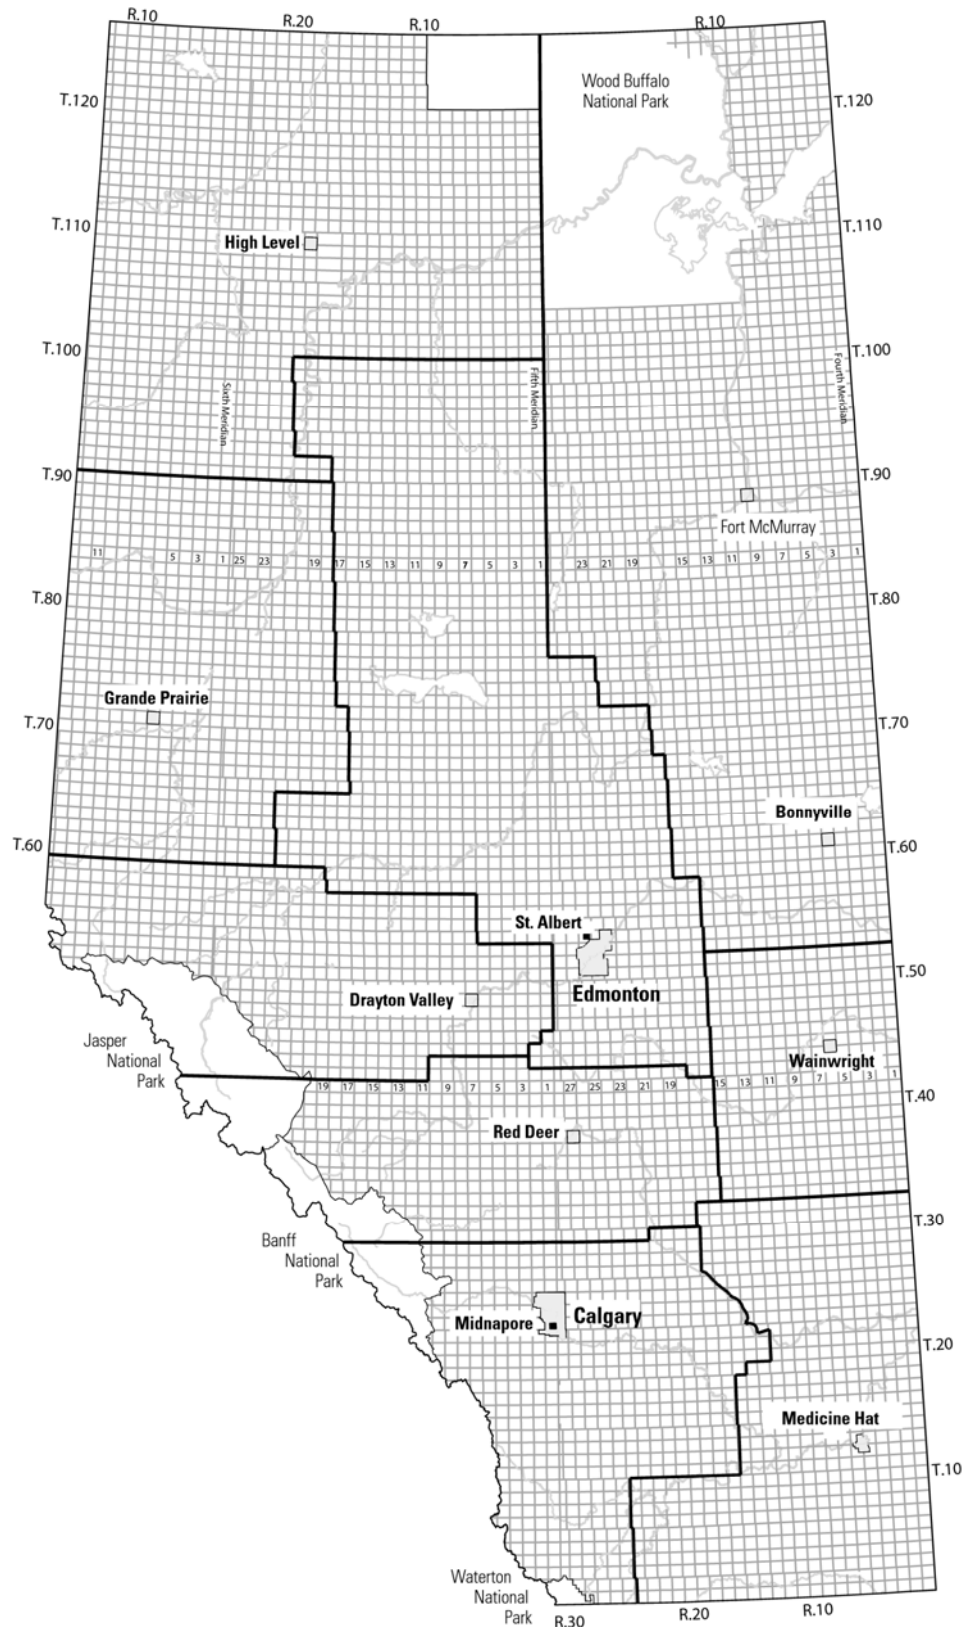 R.10
R.20
R.10
R.10
T.120
Wood Buffalo
National Park
T.120
T.110
T.110
High Level
T.100
T.100
Sixth Meridian
Fifth Meridian
Fourth Meridian
T.90
T.90
Fort McMurray
11 5 3 1 25 23 19 17 15 13 11 9 7 5 3 1 23 21 19 15 13 11 9 7 5 3 1
T.80
T.80
Grande Prairie
T.70
T.70
Bonnyville
T.60
T.60
St. Albert
T.50
Edmonton
Drayton Valley
Jasper
National
Park
Wainwright
19 17 15 13 11 9 7 5 3 1 27 25 23 21 19 15 13 11 9 7 5 3 1
T.40
Red Deer
T.30
Banff
National
Park
Calgary
Midnapore
T.20
Medicine Hat
T.10
Waterton
National
Park
R.30
R.20
R.10